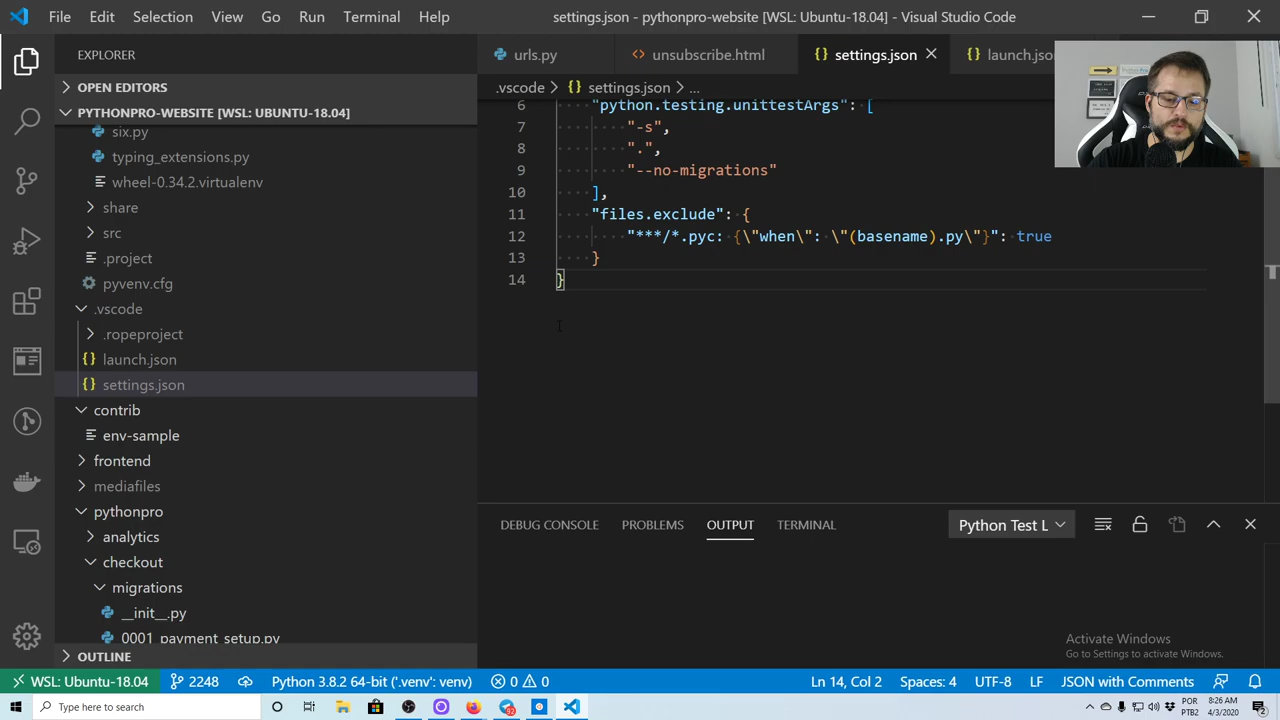 File Edit Selection View Go Run Terminal Help
settings.json - pythonpro-website [WSL: Ubuntu-18.04] - Visual Studio Code
EXPLORER
OPEN EDITORS
PYTHONPRO-WEBSITE [WSL: UBUNTU-18.04]
six.py
typing_extensions.py
wheel-0.34.2.virtualenv
share
src
.project
pyvenv.cfg
.vscode
.ropeproject
launch.json
settings.json
contrib
env-sample
frontend
mediafiles
pythonpro
analytics
checkout
migrations
__init__.py
0001_payment_setup.py
OUTLINE
urls.py
unsubscribe.html
settings.json
launch.jso
.vscode > {} settings.json > ...
6 "python.testing.unittestArgs": [
7 "-s",
8 ".",
9 "--no-migrations"
10 ],
11 "files.exclude": {
12 "***/*.pyc: {\"when\": \"(basename).py\"}": true
13 }
14 }
DEBUG CONSOLE PROBLEMS OUTPUT TERMINAL
Python Test L
Activate Windows
Go to Settings to activate Windows.
WSL: Ubuntu-18.04 2248 Python 3.8.2 64-bit ('.venv': venv) 0 0 Ln 14, Col 2 Spaces: 4 UTF-8 LF JSON with Comments
Type here to search
92
POR
PTB2
8:26 AM
4/3/2020
2